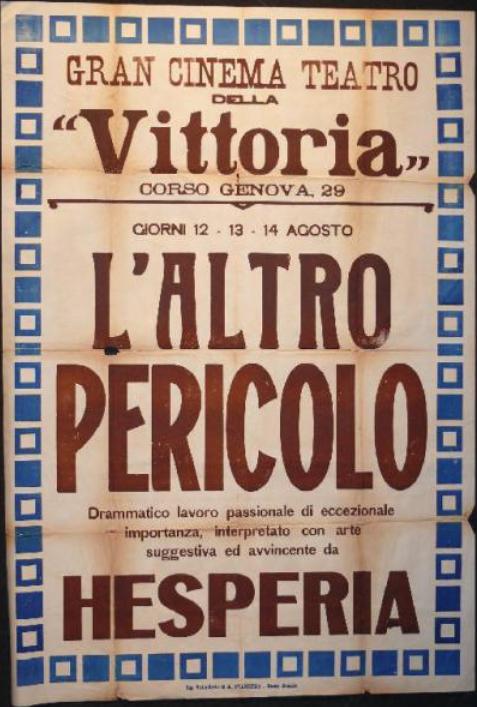 GRAN CINEMA TEATRO
DELLA
"Vittoria„
CORSO GENOVA, 29
GIORNI 12 - 13 - 14 AGOSTO
L'ALTRO
PERICOLO
Drammatico lavoro passionale di eccezionale
importanza, interpretato con arte
suggestiva ed avvincente da
HESPERIA